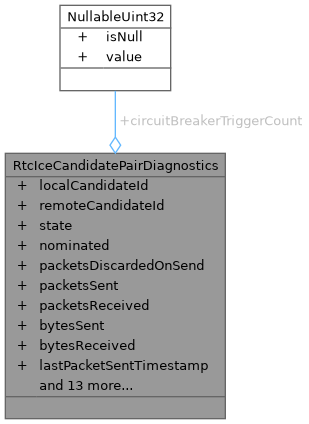 NullableUint32
+ isNull
+ value
+circuitBreakerTriggerCount
RtcIceCandidatePairDiagnostics
+ localCandidateId
+ remoteCandidateId
+ state
+ nominated
+ packetsDiscardedOnSend
+ packetsSent
+ packetsReceived
+ bytesSent
+ bytesReceived
+ lastPacketSentTimestamp
and 13 more...